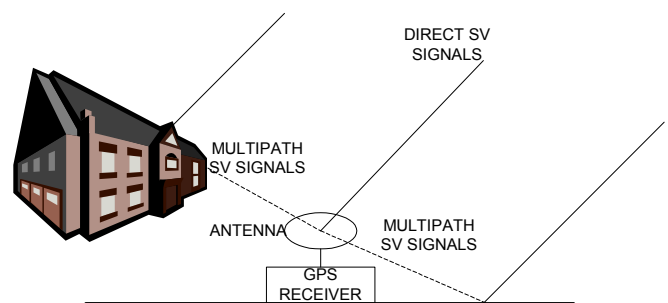 DIRECT SV
SIGNALS
MULTIPATH
SV SIGNALS
ANTENNA
MULTIPATH
SV SIGNALS
GPS
RECEIVER